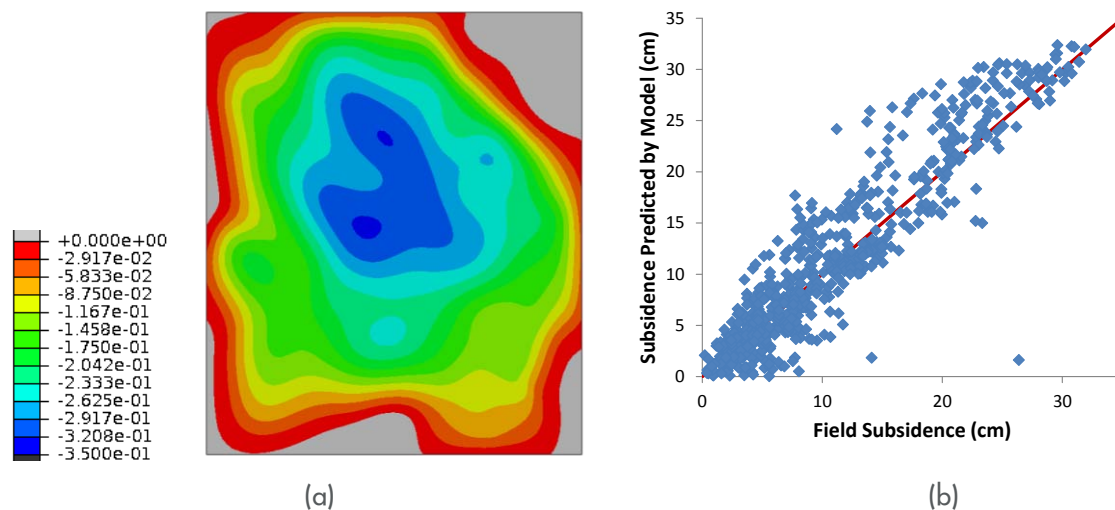 +0.000e+00
-2.917e-02
-5.833e-02
-8.750e-02
-1.167e-01
-1.458e-01
-1.750e-01
-2.042e-01
-2.333e-01
-2.625e-01
-2.917e-01
-3.208e-01
-3.500e-01
(a)
Subsidence Predicted by Model (cm)
35
30
25
20
15
10
5
0
0 10 20 30
Field Subsidence (cm)
(b)